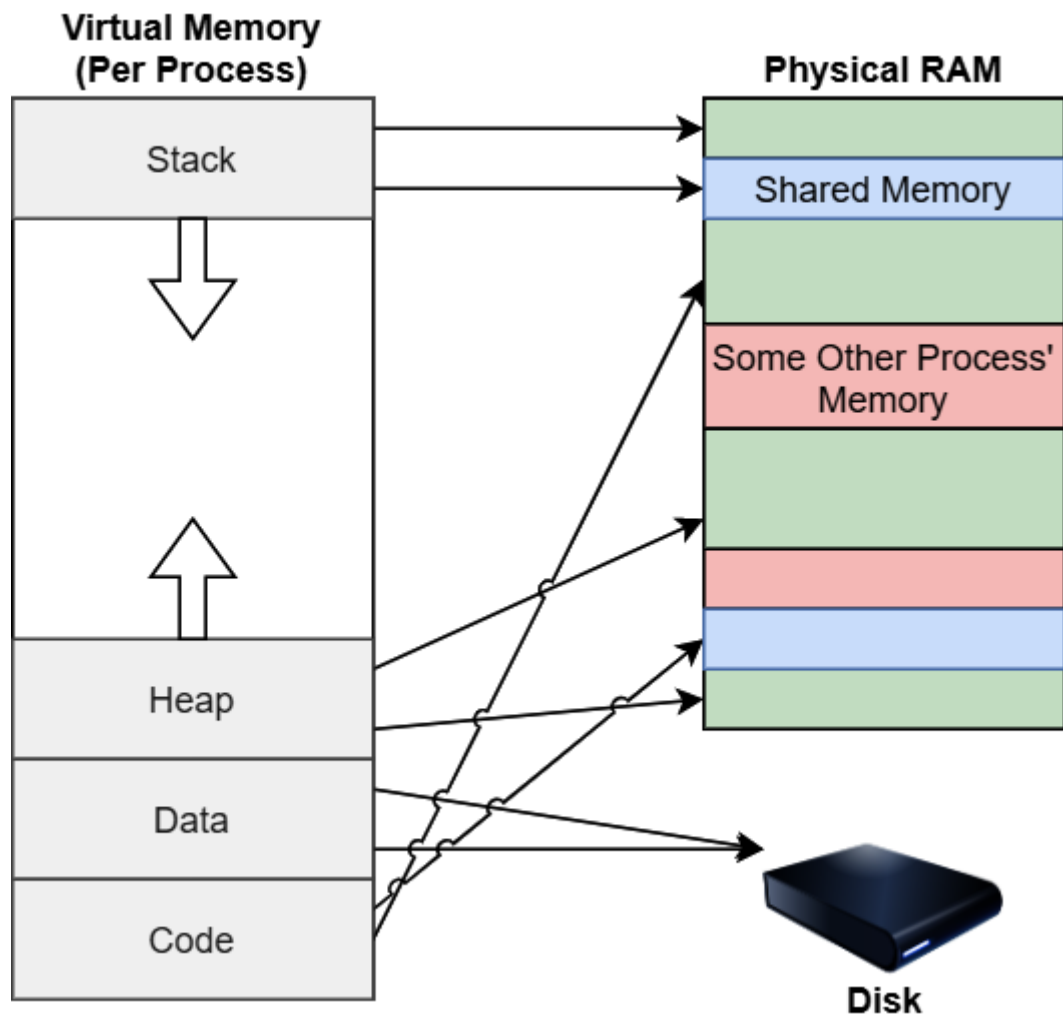 Virtual Memory
(Per Process)
Physical RAM
Stack
Shared Memory
Some Other Process'
Memory
Heap
Data
Code
Disk